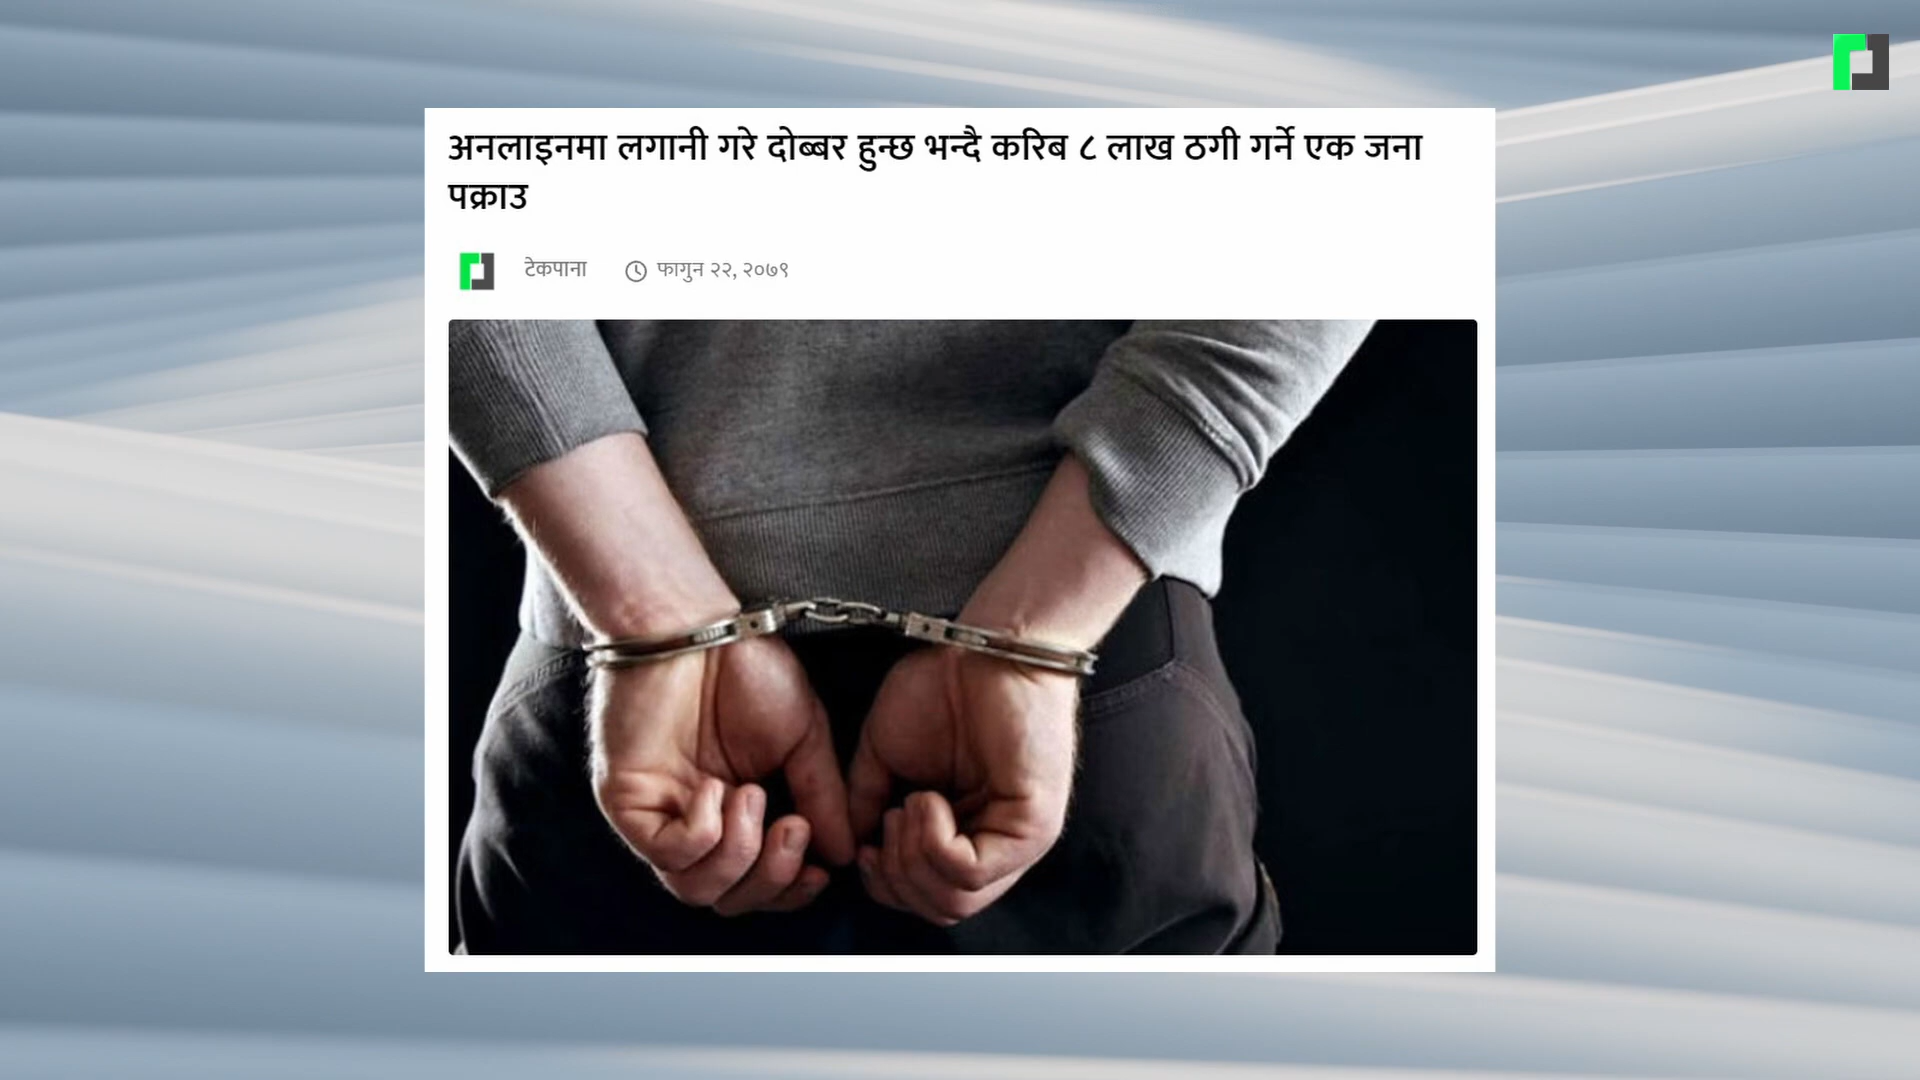 अनलाइनमा लगानी गरे दोब्बर हुन्छ भन्दै करिब ८ लाख ठगी गर्ने एक जना
पक्राउ
टेकपाना
फागुन २२, २०७९